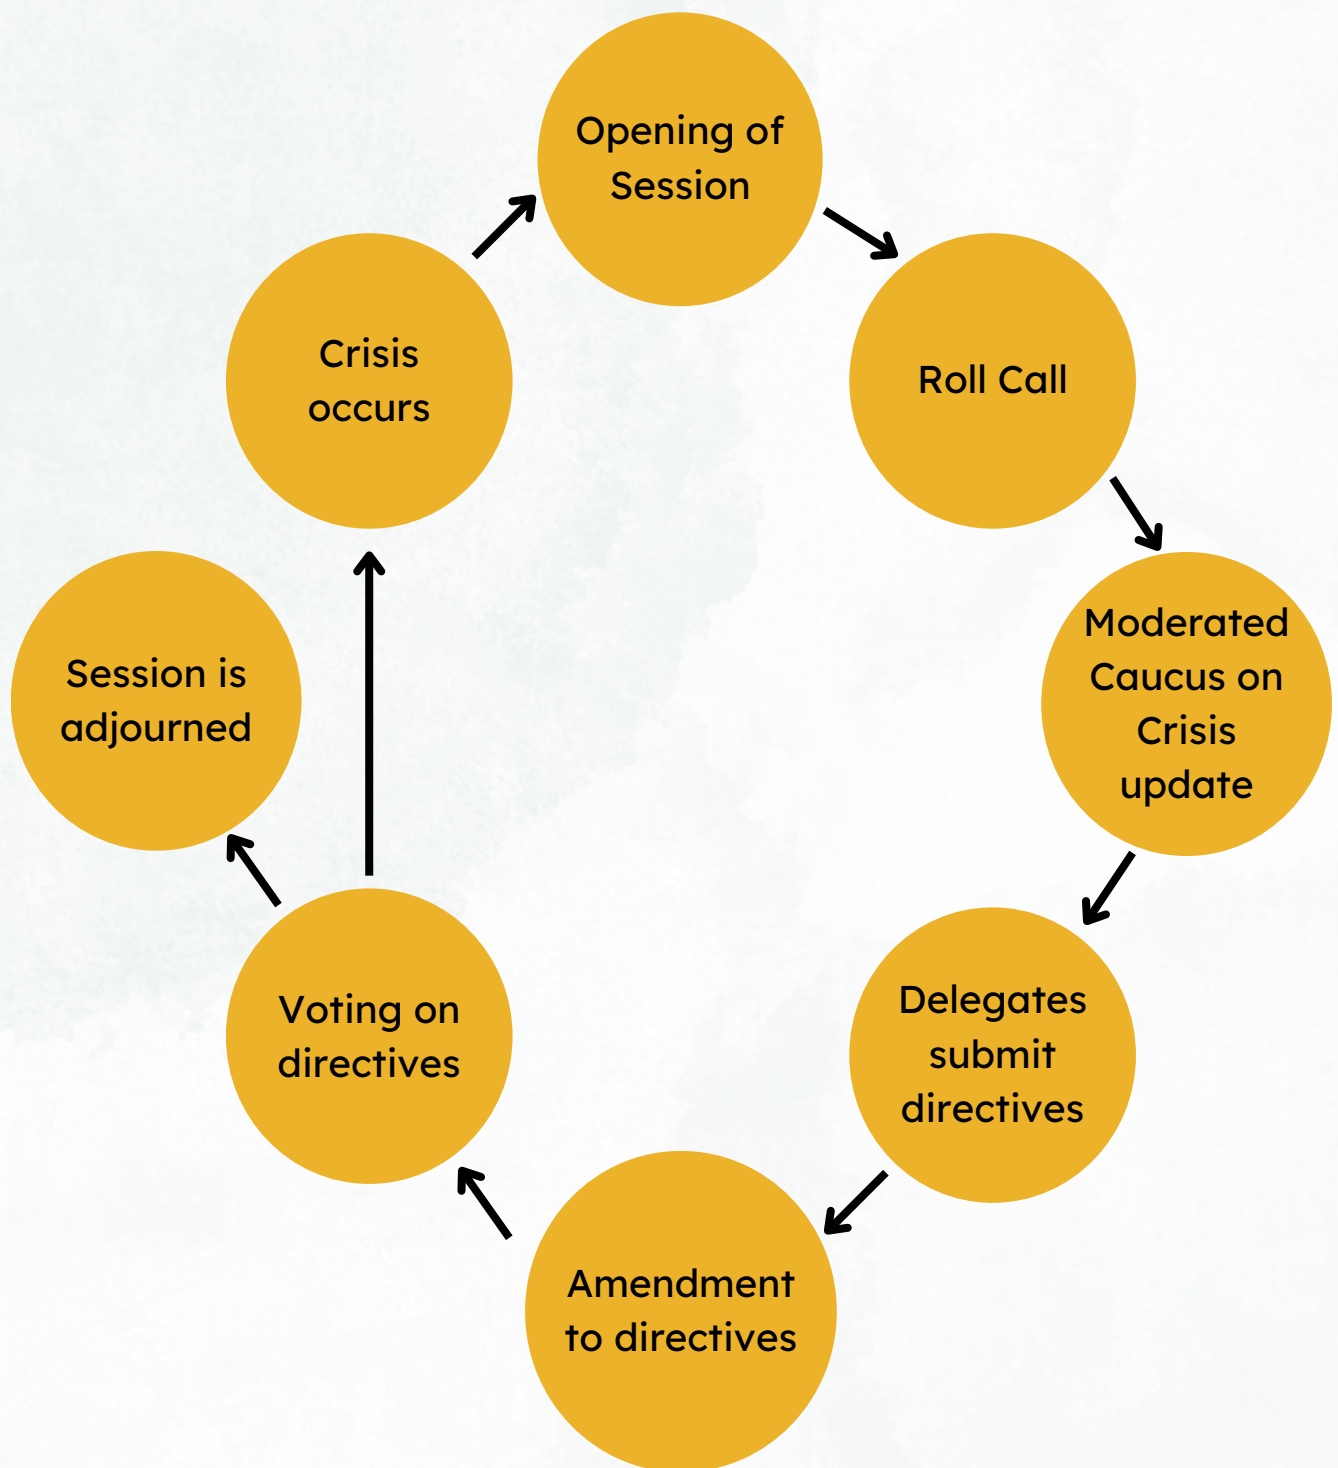 Opening of
Session
Roll Call
Moderated
Caucus on
Crisis
update
Delegates
submit
directives
Amendment
to directives
Voting on
directives
Session is
adjourned
Crisis
occurs